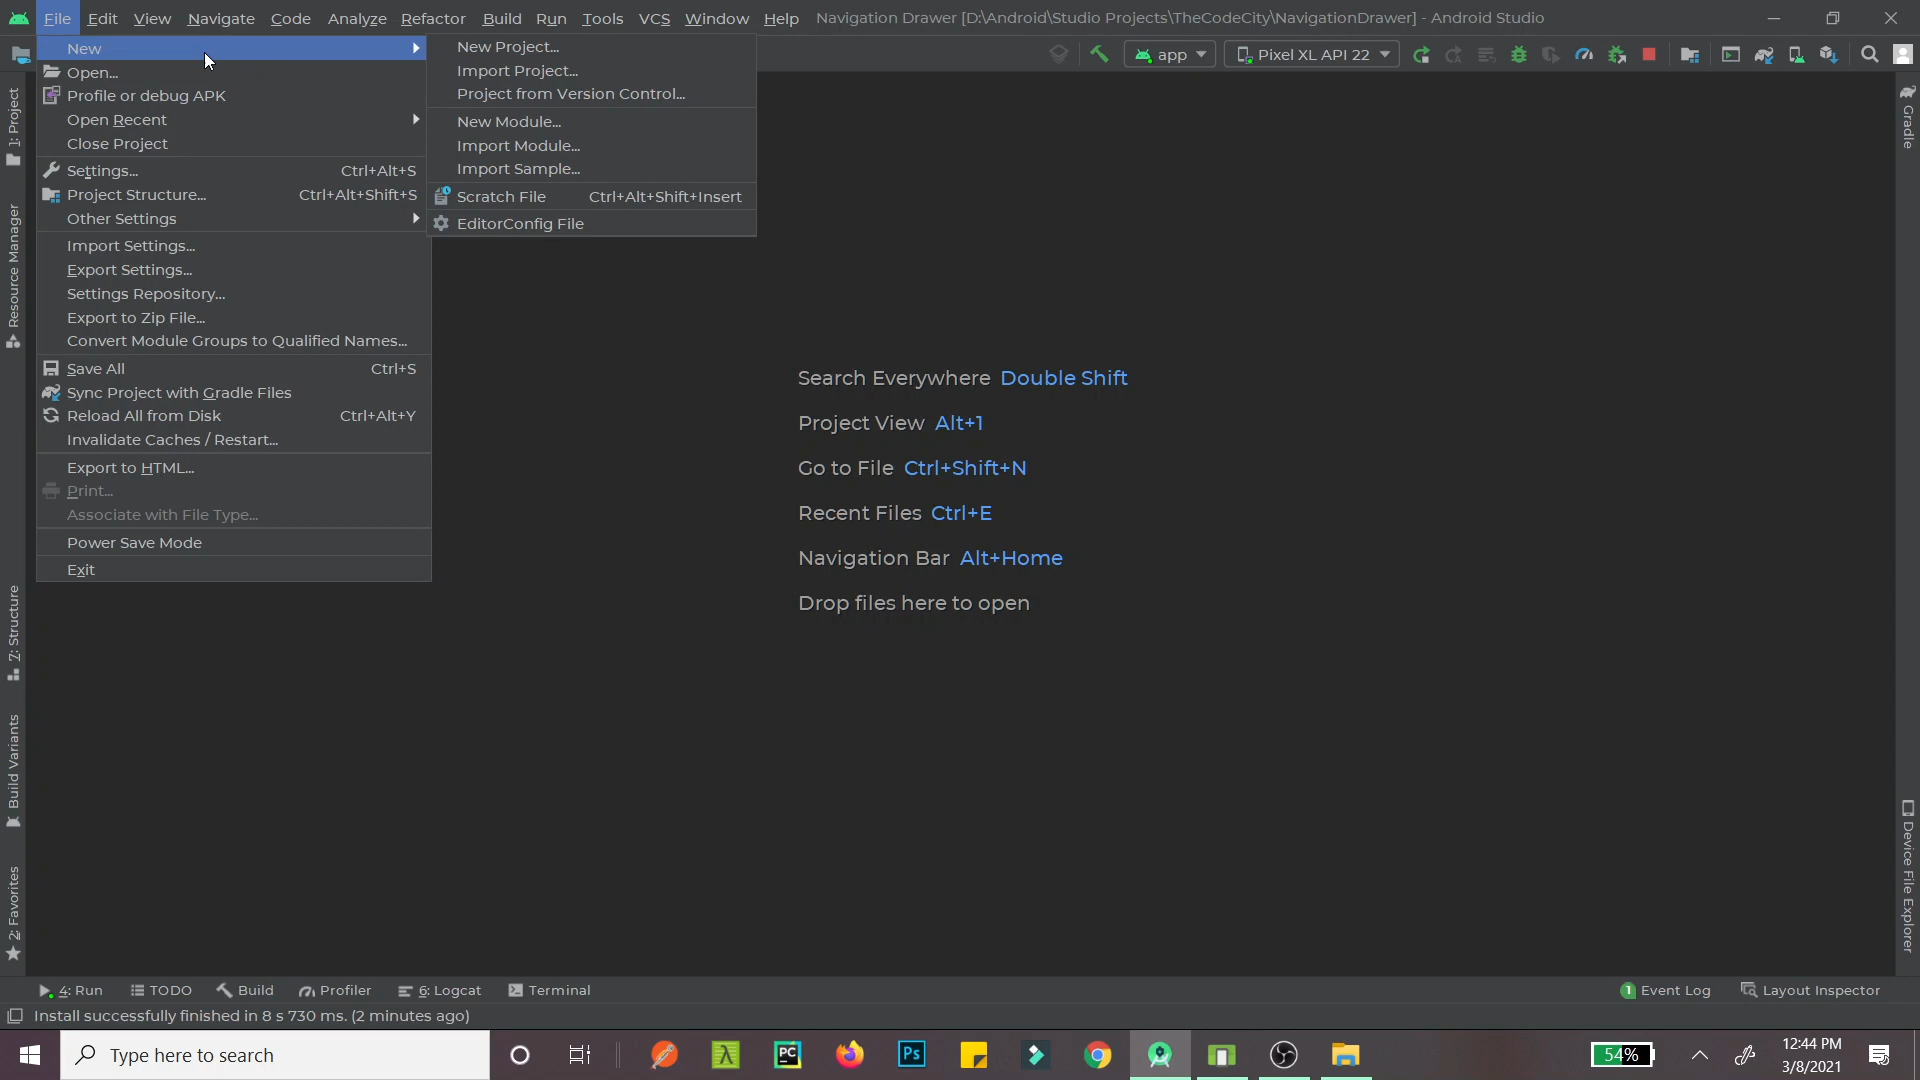 File Edit View Navigate Code Analyze Refactor Build Run Tools VCS Window Help Navigation Drawer [D:\Android\Studio Projects\TheCodeCity\NavigationDrawer] - Android Studio
app Pixel XL API 22
New
Open...
Profile or debug APK
Open Recent
Close Project
Settings... Ctrl+Alt+S
Project Structure... Ctrl+Alt+Shift+S
Other Settings
Import Settings...
Export Settings...
Settings Repository...
Export to Zip File...
Convert Module Groups to Qualified Names...
Save All Ctrl+S
Sync Project with Gradle Files
Reload All from Disk Ctrl+Alt+Y
Invalidate Caches / Restart...
Export to HTML...
Print...
Associate with File Type...
Power Save Mode
Exit
New Project...
Import Project...
Project from Version Control...
New Module...
Import Module...
Import Sample...
Scratch File Ctrl+Alt+Shift+Insert
EditorConfig File
1: Project
Resource Manager
7: Structure
Build Variants
2: Favorites
Search Everywhere Double Shift
Project View Alt+1
Go to File Ctrl+Shift+N
Recent Files Ctrl+E
Navigation Bar Alt+Home
Drop files here to open
Gradle
Device File Explorer
4: Run TODO Build Profiler 6: Logcat Terminal 1 Event Log Layout Inspector
Install successfully finished in 8 s 730 ms. (2 minutes ago)
Type here to search
PC
Ps
54%
12:44 PM
3/8/2021